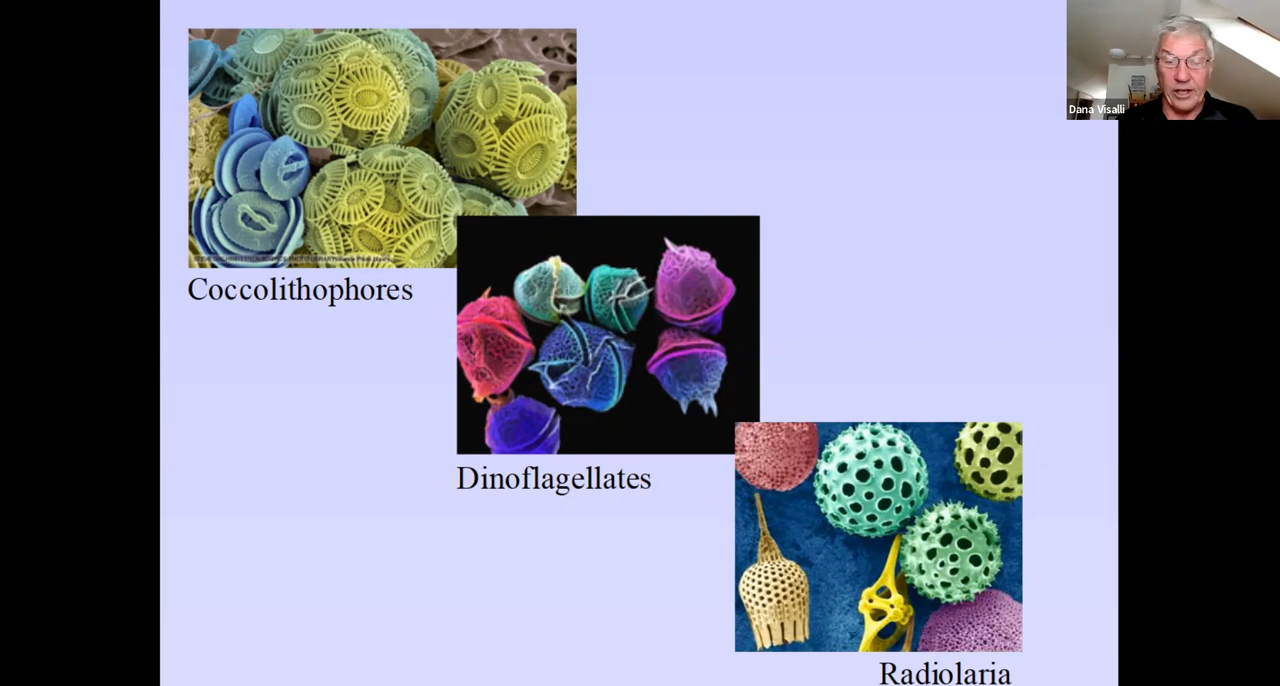 Dana Visalli
Coccolithophores
Dinoflagellates
Radiolaria